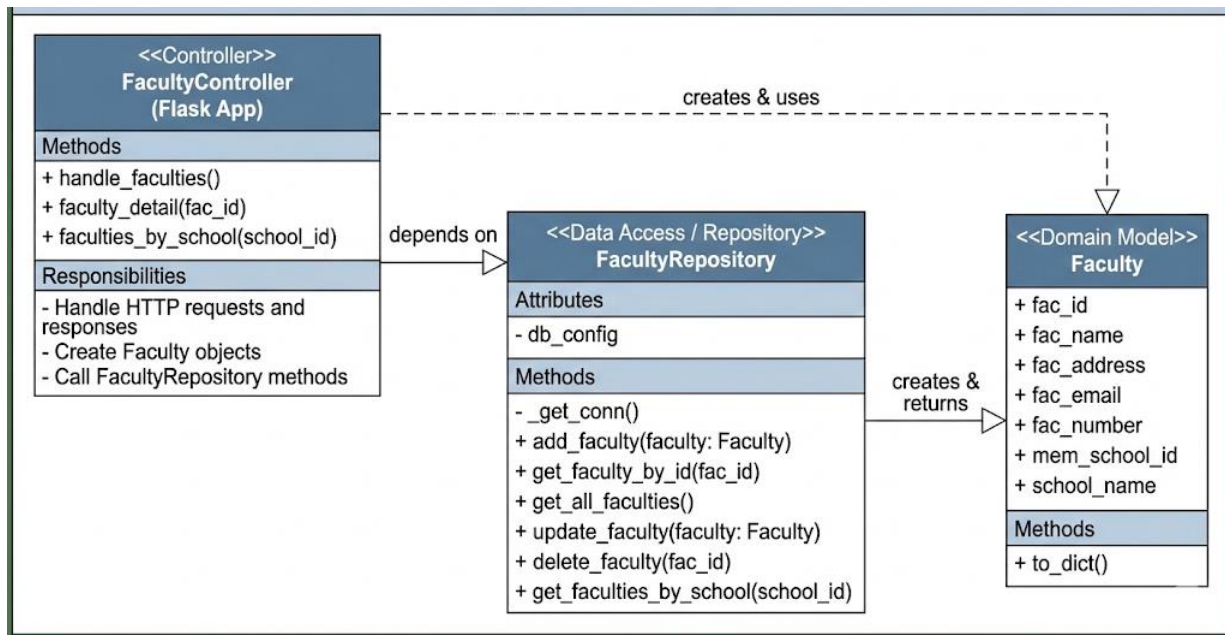 <<Controller>>
FacultyController
(Flask App)
Methods
+ handle_faculties()
+ faculty_detail(fac_id)
+ faculties_by_school(school_id)
Responsibilities
- Handle HTTP requests and
responses
- Create Faculty objects
- Call FacultyRepository methods
creates & uses
depends on
<<Data Access / Repository>>
FacultyRepository
Attributes
- db_config
Methods
- _get_conn()
+ add_faculty(faculty: Faculty)
+ get_faculty_by_id(fac_id)
+ get_all_faculties()
+ update_faculty(faculty: Faculty)
+ delete_faculty(fac_id)
+ get_faculties_by_school(school_id)
creates &
returns
<<Domain Model>>
Faculty
+ fac_id
+ fac_name
+ fac_address
+ fac_email
+ fac_number
+ mem_school_id
+ school_name
Methods
+ to_dict()